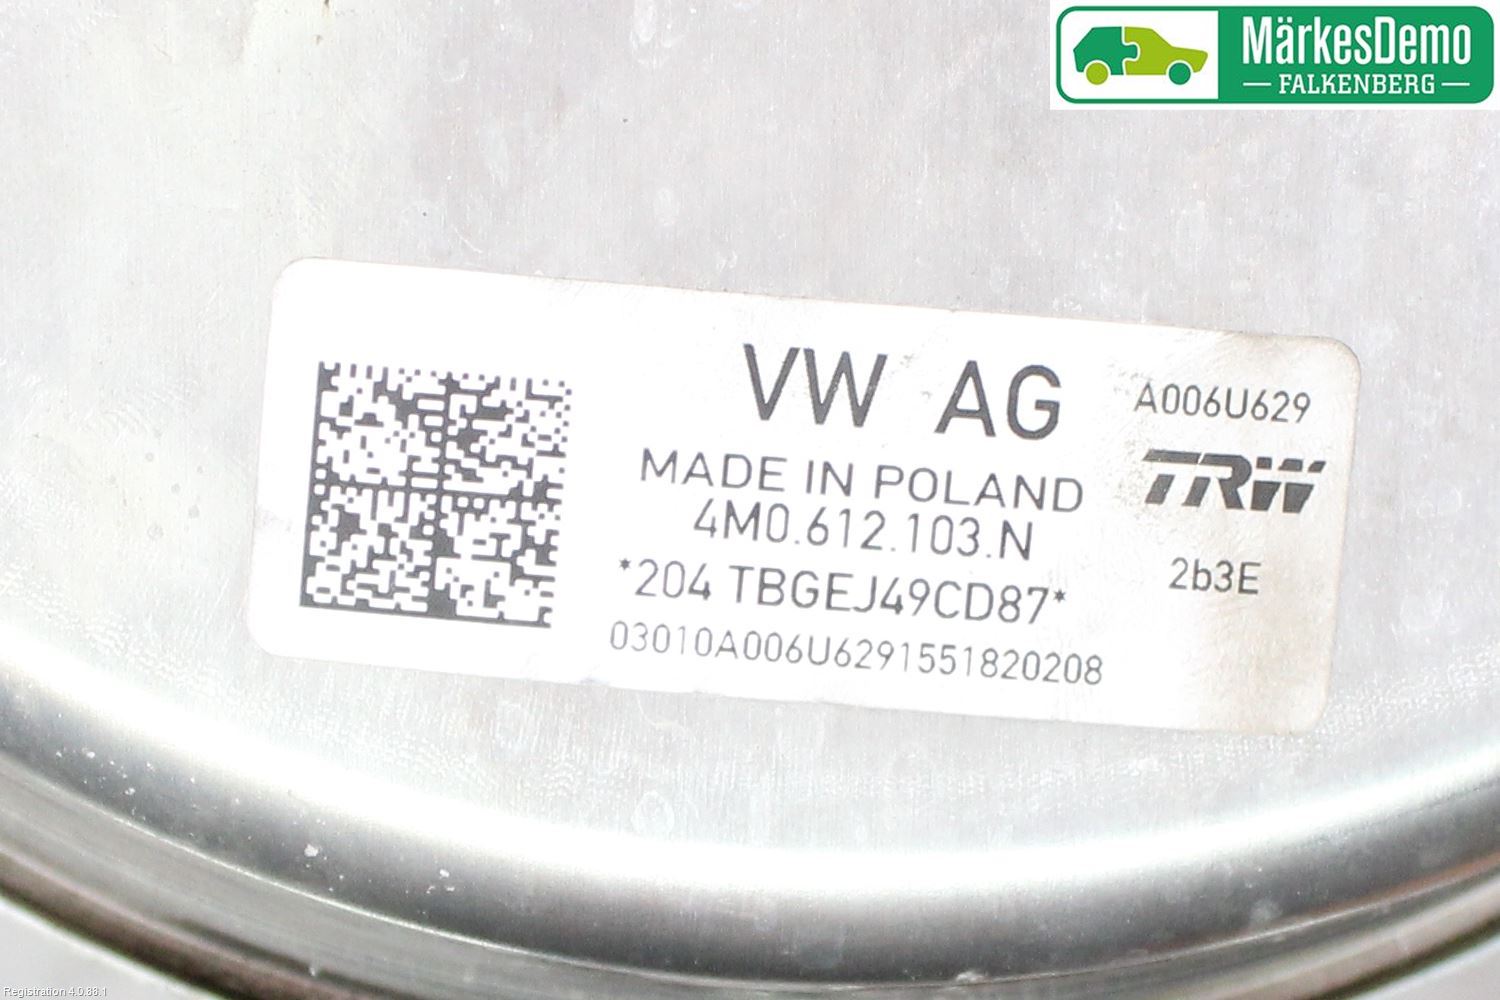 MärkesDemo
FALKENBERG
VW AG
A006U629
MADE IN POLAND
TRW
4M0.612.103.N
*204 TBGEJ49CD87*
2b3E
03010A006U6291551820208
Registration 4.0.88.1